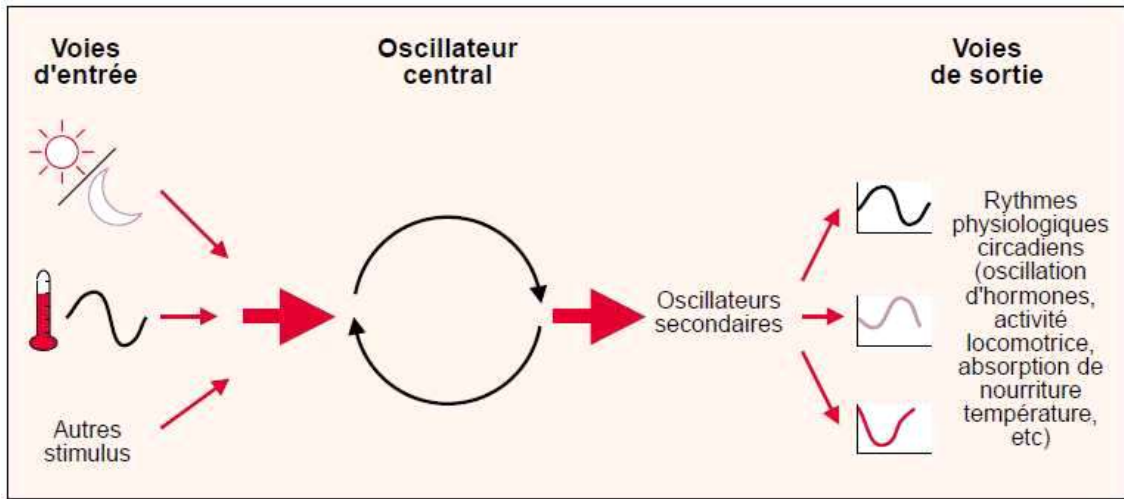 Voies
d'entrée
Oscillateur
central
Voies
de sortie
Autres
stimulus
Oscillateurs
secondaires
Rythmes
physiologiques
circadiens
(oscillation
d'hormones,
activité
locomotrice,
absorption de
nourriture
température,
etc)